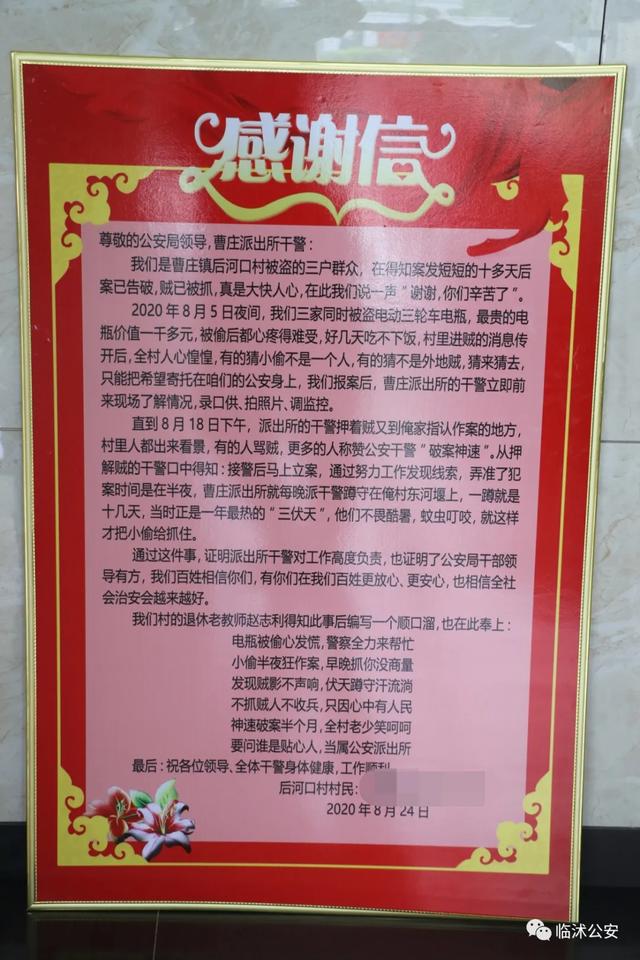 感谢信
尊敬的公安局领导，曹庄派出所干警：
我们是曹庄镇后河口村被盗的三户群众，在得知案发短短的十多天后
案已告破，贼已被抓，真是大快人心，在此我们说一声“谢谢，你们辛苦了”。
2020年8月5日夜间，我们三家同时被盗电动三轮车电瓶，最贵的电
瓶价值一千多元，被偷后都心疼得难受，好几天吃不下饭，村里进贼的消息传
开后，全村人心惶惶，有的猜小偷不是一个人，有的猜不是外地贼，猜来猜去，
只能把希望寄托在咱们的公安身上，我们报案后，曹庄派出所的干警立即前
来现场了解情况，录口供、拍照片、调监控。
直到8月18日下午，派出所的干警押着贼又到俺家指认作案的地方，
村里人都出来看景，有的人骂贼，更多的人称赞公安干警“破案神速”。从押
解贼的干警口中得知：接警后马上立案，通过努力工作发现线索，弄准了犯
案时间是在半夜，曹庄派出所就每晚派干警蹲守在俺村东河堰上，一蹲就是
十几天，当时正是一年最热的“三伏天”，他们不畏酷暑，蚊虫叮咬，就这样
才把小偷给抓住。
通过这件事，证明派出所干警对工作高度负责，也证明了公安局干部领
导有方，我们百姓相信你们，有你们在我们百姓更放心、更安心，也相信全社
会治安会越来越好。
我们村的退休老教师赵志利得知此事后编写一个顺口溜，也在此奉上：
电瓶被偷心发慌，警察全力来帮忙
小偷半夜狂作案，早晚抓你没商量
发现贼影不声响，伏天蹲守汗流淌
不抓贼人不收兵，只因心中有人民
神速破案半个月，全村老少笑呵呵
要问谁是贴心人，当属公安派出所
最后：祝各位领导、全体干警身体健康，工作顺利
后河口村村民：
2020年8月24日
临沭公安